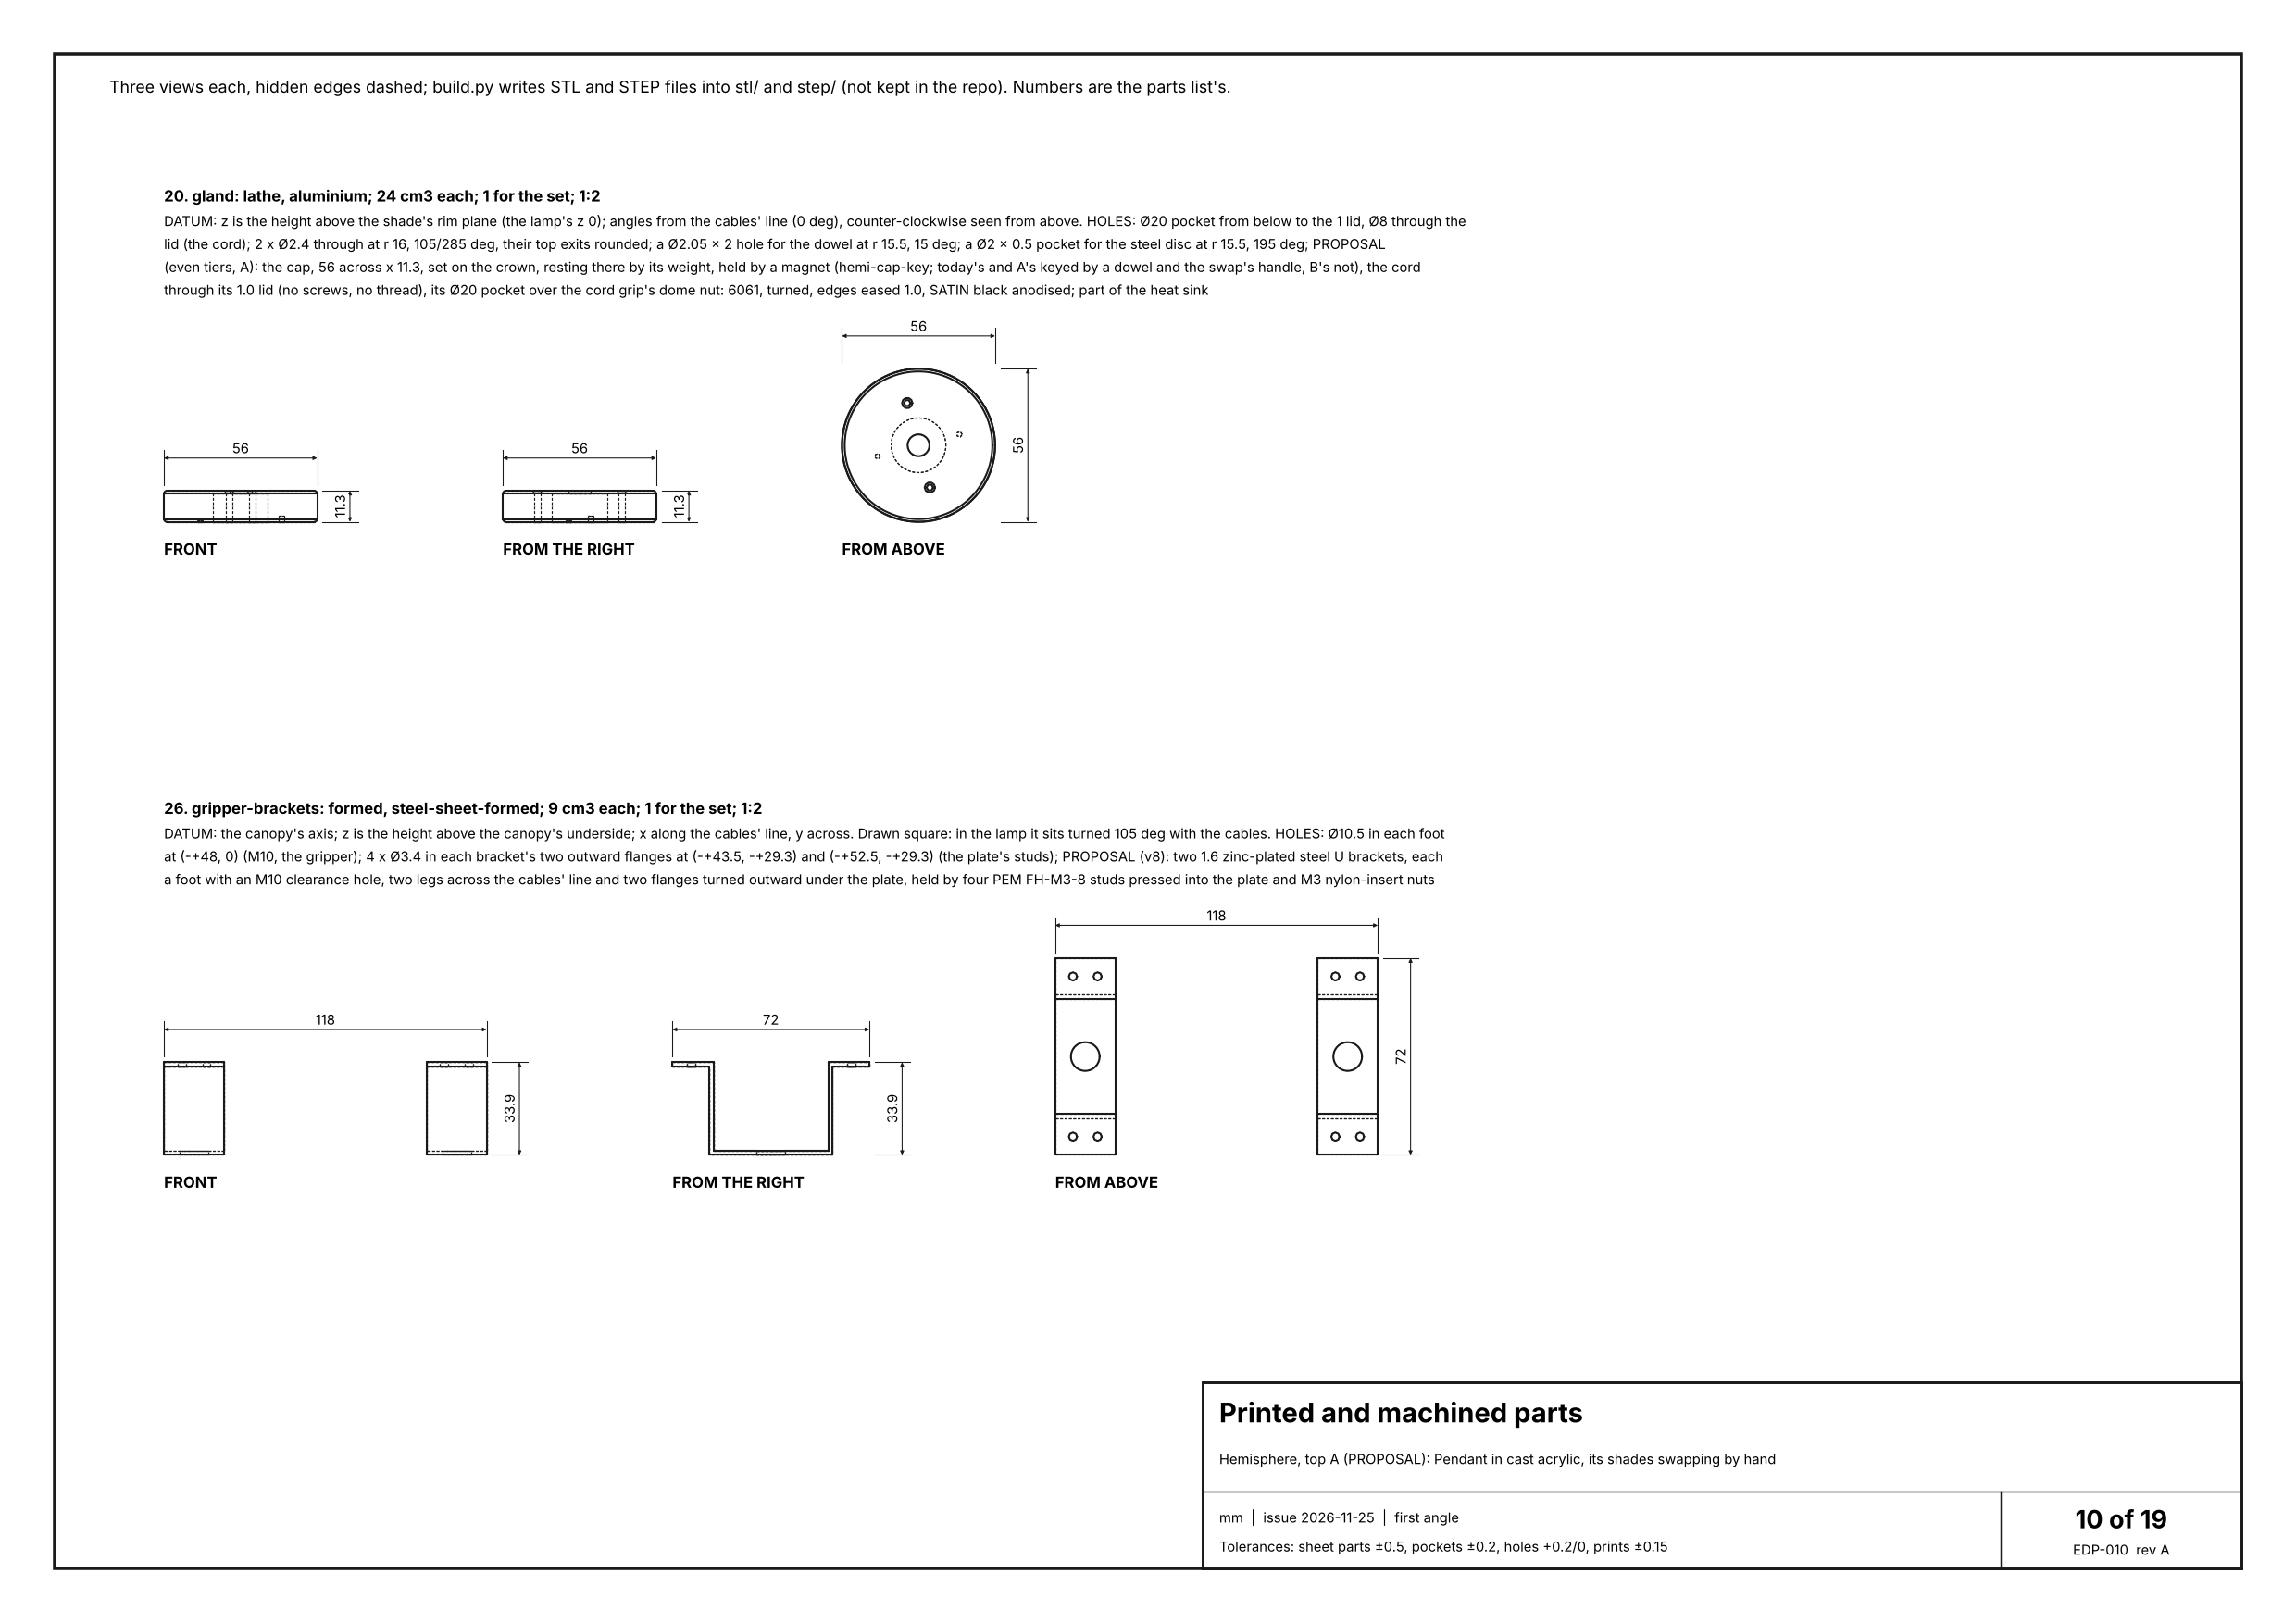 Three views each, hidden edges dashed; build.py writes STL and STEP files into stl/ and step/ (not kept in the repo). Numbers are the parts list's.
20. gland: lathe, aluminium; 24 cm3 each; 1 for the set; 1:2
DATUM: z is the height above the shade's rim plane (the lamp's z 0); angles from the cables' line (0 deg), counter-clockwise seen from above. HOLES: Ø20 pocket from below to the 1 lid, Ø8 through the
lid (the cord); 2 x Ø2.4 through at r 16, 105/285 deg, their top exits rounded; a Ø2.05 × 2 hole for the dowel at r 15.5, 15 deg; a Ø2 × 0.5 pocket for the steel disc at r 15.5, 195 deg; PROPOSAL
(even tiers, A): the cap, 56 across x 11.3, set on the crown, resting there by its weight, held by a magnet (hemi-cap-key; today's and A's keyed by a dowel and the swap's handle, B's not), the cord
through its 1.0 lid (no screws, no thread), its Ø20 pocket over the cord grip's dome nut: 6061, turned, edges eased 1.0, SATIN black anodised; part of the heat sink
56
11.3
FRONT
56
11.3
FROM THE RIGHT
56
56
FROM ABOVE
26. gripper-brackets: formed, steel-sheet-formed; 9 cm3 each; 1 for the set; 1:2
DATUM: the canopy's axis; z is the height above the canopy's underside; x along the cables' line, y across. Drawn square: in the lamp it sits turned 105 deg with the cables. HOLES: Ø10.5 in each foot
at (-+48, 0) (M10, the gripper); 4 x Ø3.4 in each bracket's two outward flanges at (-+43.5, -+29.3) and (-+52.5, -+29.3) (the plate's studs); PROPOSAL (v8): two 1.6 zinc-plated steel U brackets, each
a foot with an M10 clearance hole, two legs across the cables' line and two flanges turned outward under the plate, held by four PEM FH-M3-8 studs pressed into the plate and M3 nylon-insert nuts
118
33.9
FRONT
72
33.9
FROM THE RIGHT
118
72
FROM ABOVE
Printed and machined parts
Hemisphere, top A (PROPOSAL): Pendant in cast acrylic, its shades swapping by hand
mm | issue 2026-11-25 | first angle
Tolerances: sheet parts ±0.5, pockets ±0.2, holes +0.2/0, prints ±0.15
10 of 19
EDP-010 rev A